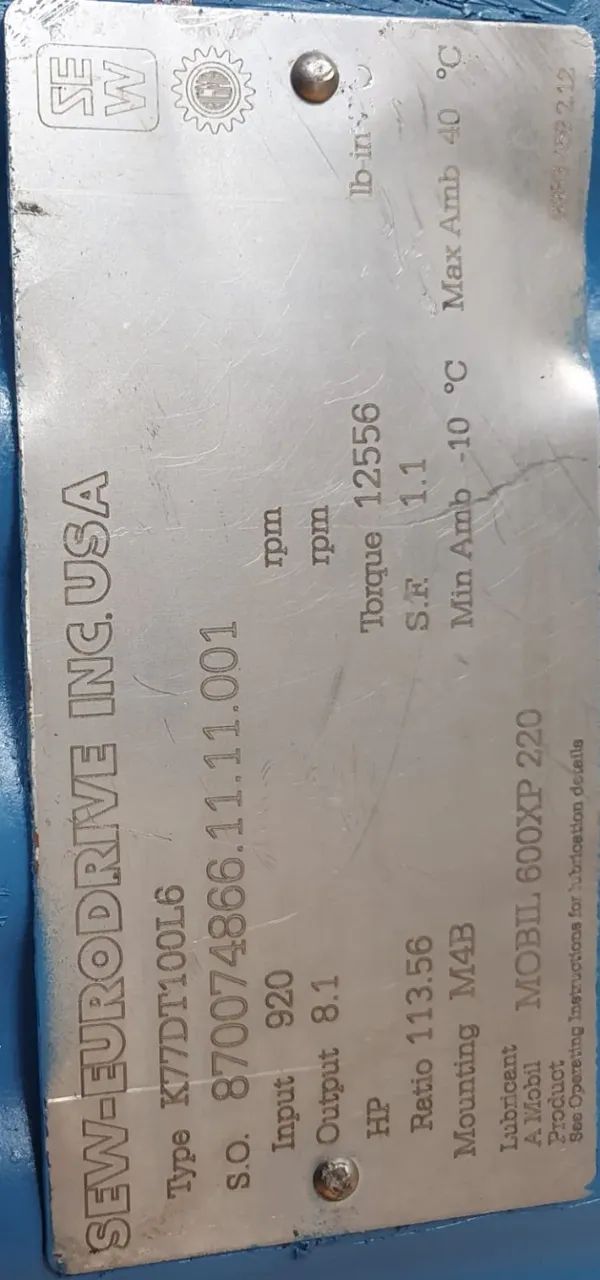 SEW-EURODRIVE INC. USA
SEW
Type K77DT100L6
S.O. 870074866.11.11.001
Input 920 rpm
Output 8.1 rpm
HP Torque 12556 lb-in
Ratio 113.56 S.F. 1.1
Mounting M4B Min Amb -10 °C Max Amb 40 °C
Lubricant
A Mobil MOBIL 600XP 220
Product
See Operating Instructions for lubrication details